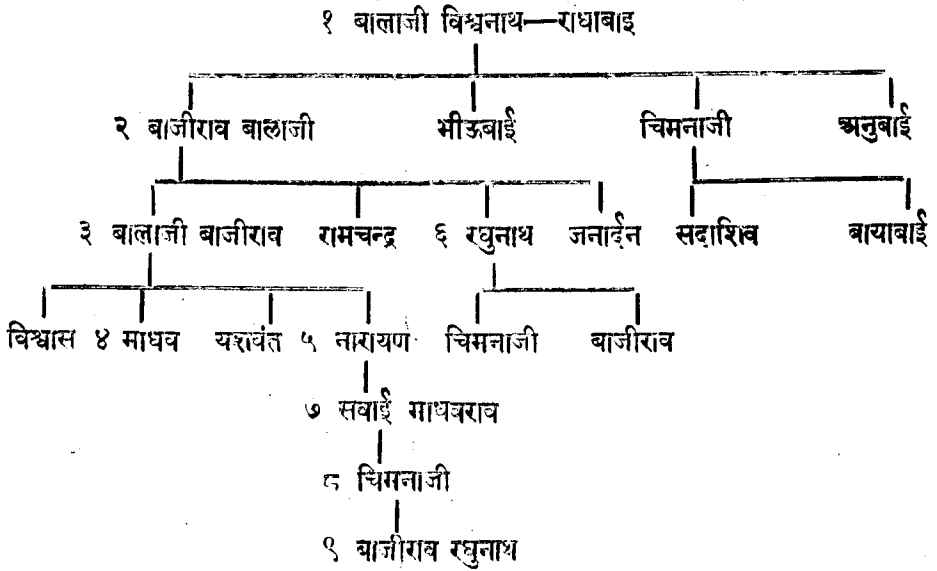 १ बालाजी विश्वनाथ—राधाबाइ
२ बाजीराव बालाजी भीऊबाई चिमनाजी अनुबाई
३ बालाजी बाजीराव रामचन्द्र ६ रघुनाथ जनार्दन सदाशिव बायाबाई
विश्वास ४ माधव यशवंत ५ नारायण चिमनाजी बाजीराव
७ सवाई माधवराव
८ चिमनाजी
९ बाजीराव रघुनाथ